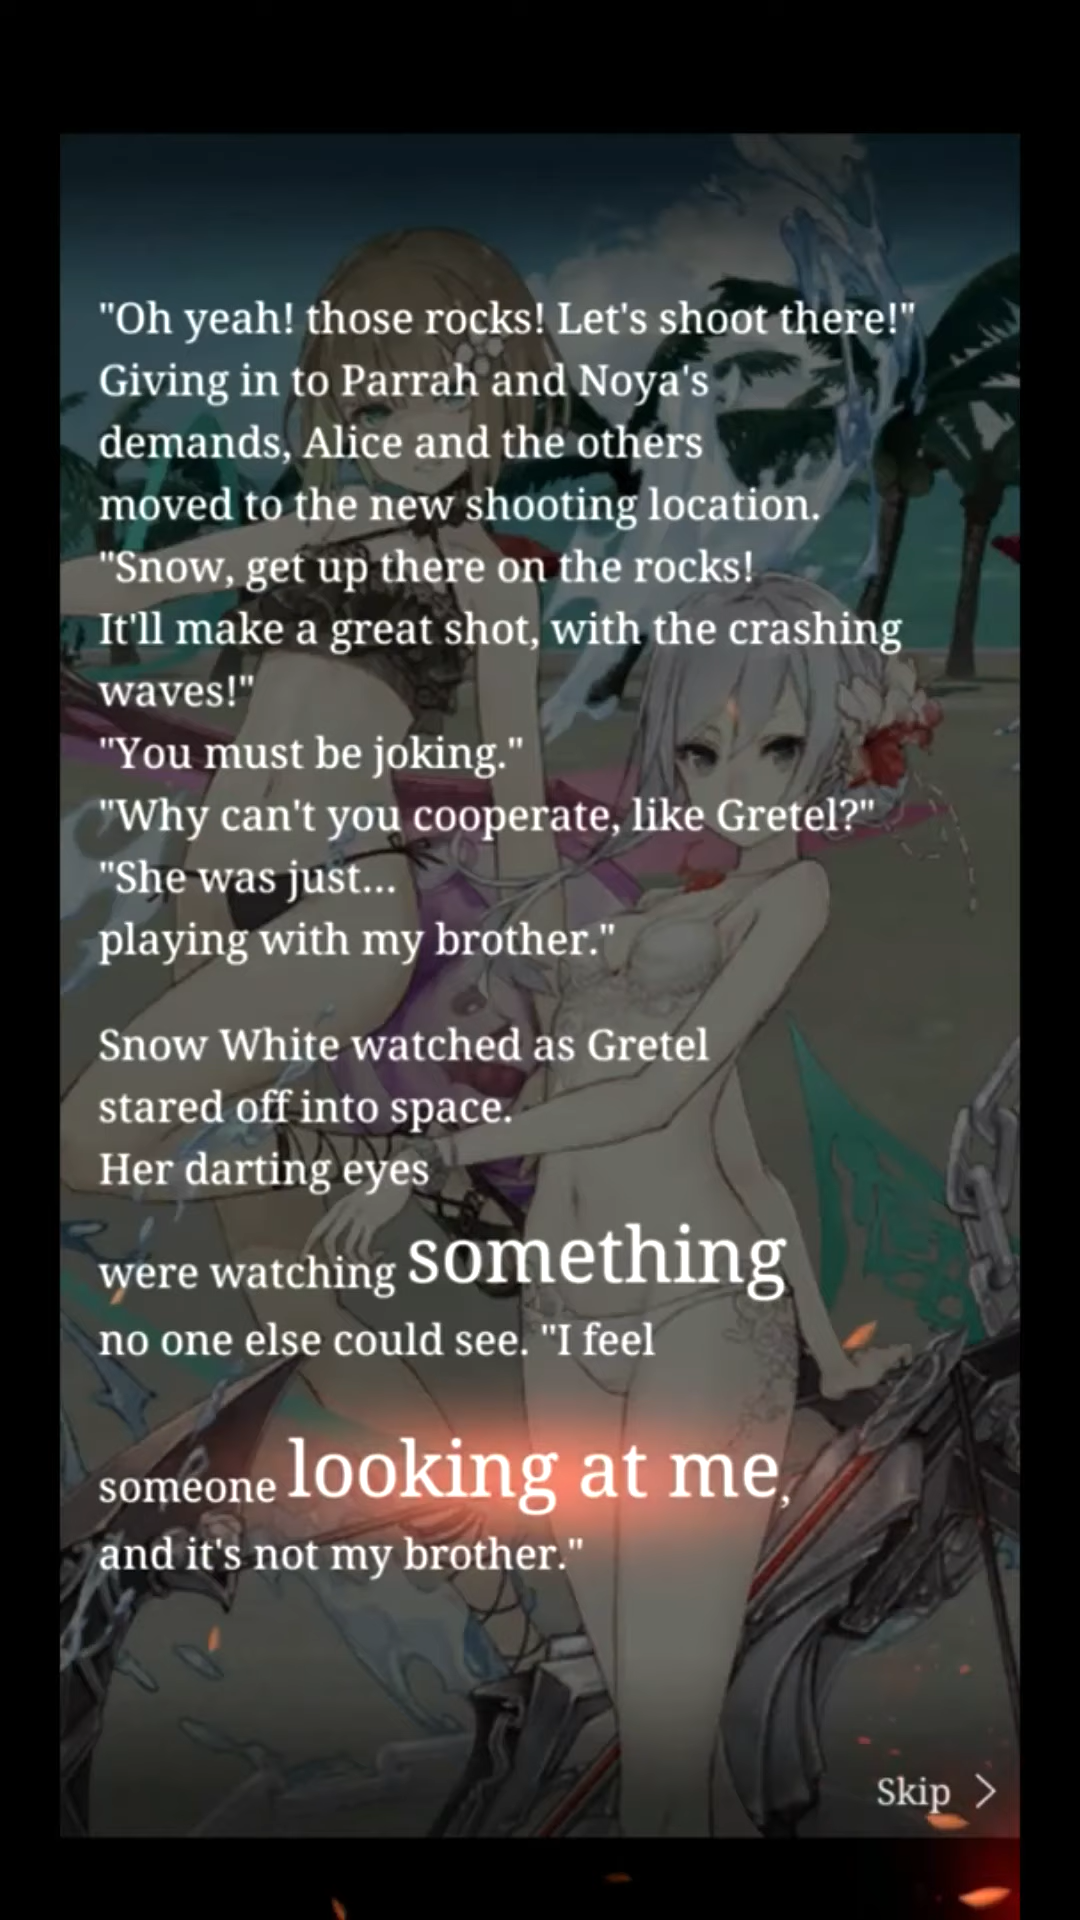 "Oh yeah! those rocks! Let's shoot there!"
Giving in to Parrah and Noya's
demands, Alice and the others
moved to the new shooting location.
"Snow, get up there on the rocks!
It'll make a great shot, with the crashing
waves!"
"You must be joking."
"Why can't you cooperate, like Gretel?"
"She was just...
playing with my brother."
Snow White watched as Gretel
stared off into space.
Her darting eyes
were watching something
no one else could see. "I feel
someone looking at me,
and it's not my brother."
Skip